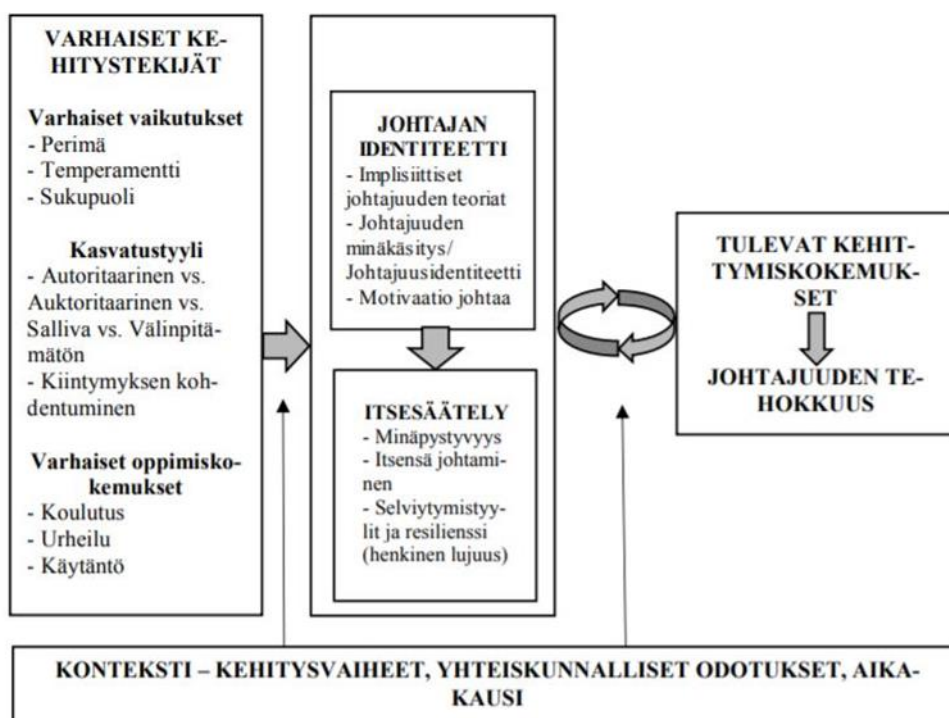 VARHAISET KE-
HITYSTEKIJÄT
Varhaiset vaikutukset
- Perimä
- Temperamentti
- Sukupuoli
Kasvatustyyli
- Autoritaarinen vs.
Auktoritaarinen vs.
Salliva vs. Välinpitä-
mätön
- Kiintymyksen koh-
dentuminen
Varhaiset oppimisko-
kemukset
- Koulutus
- Urheilu
- Käytäntö
JOHTAJAN
IDENTITEETTI
- Implisiittiset
johtajuuden teoriat
- Johtajuuden
minäkäsitys/
Johtajuusidentiteetti
- Motivaatio johtaa
ITSESÄÄTELY
- Minäpystyvyys
- Itsensä johtami-
nen
- Selviytymistyy-
lit ja resilienssi
(henkinen lujuus)
TULEVAT KEHIT-
TYMISKOKEMUK-
SET
JOHTAJUUDEN TE-
HOKKUUS
KONTEKSTI – KEHITYSVAIHEET, YHTEISKUNNALLISET ODOTUKSET, AIKA-
KAUSI